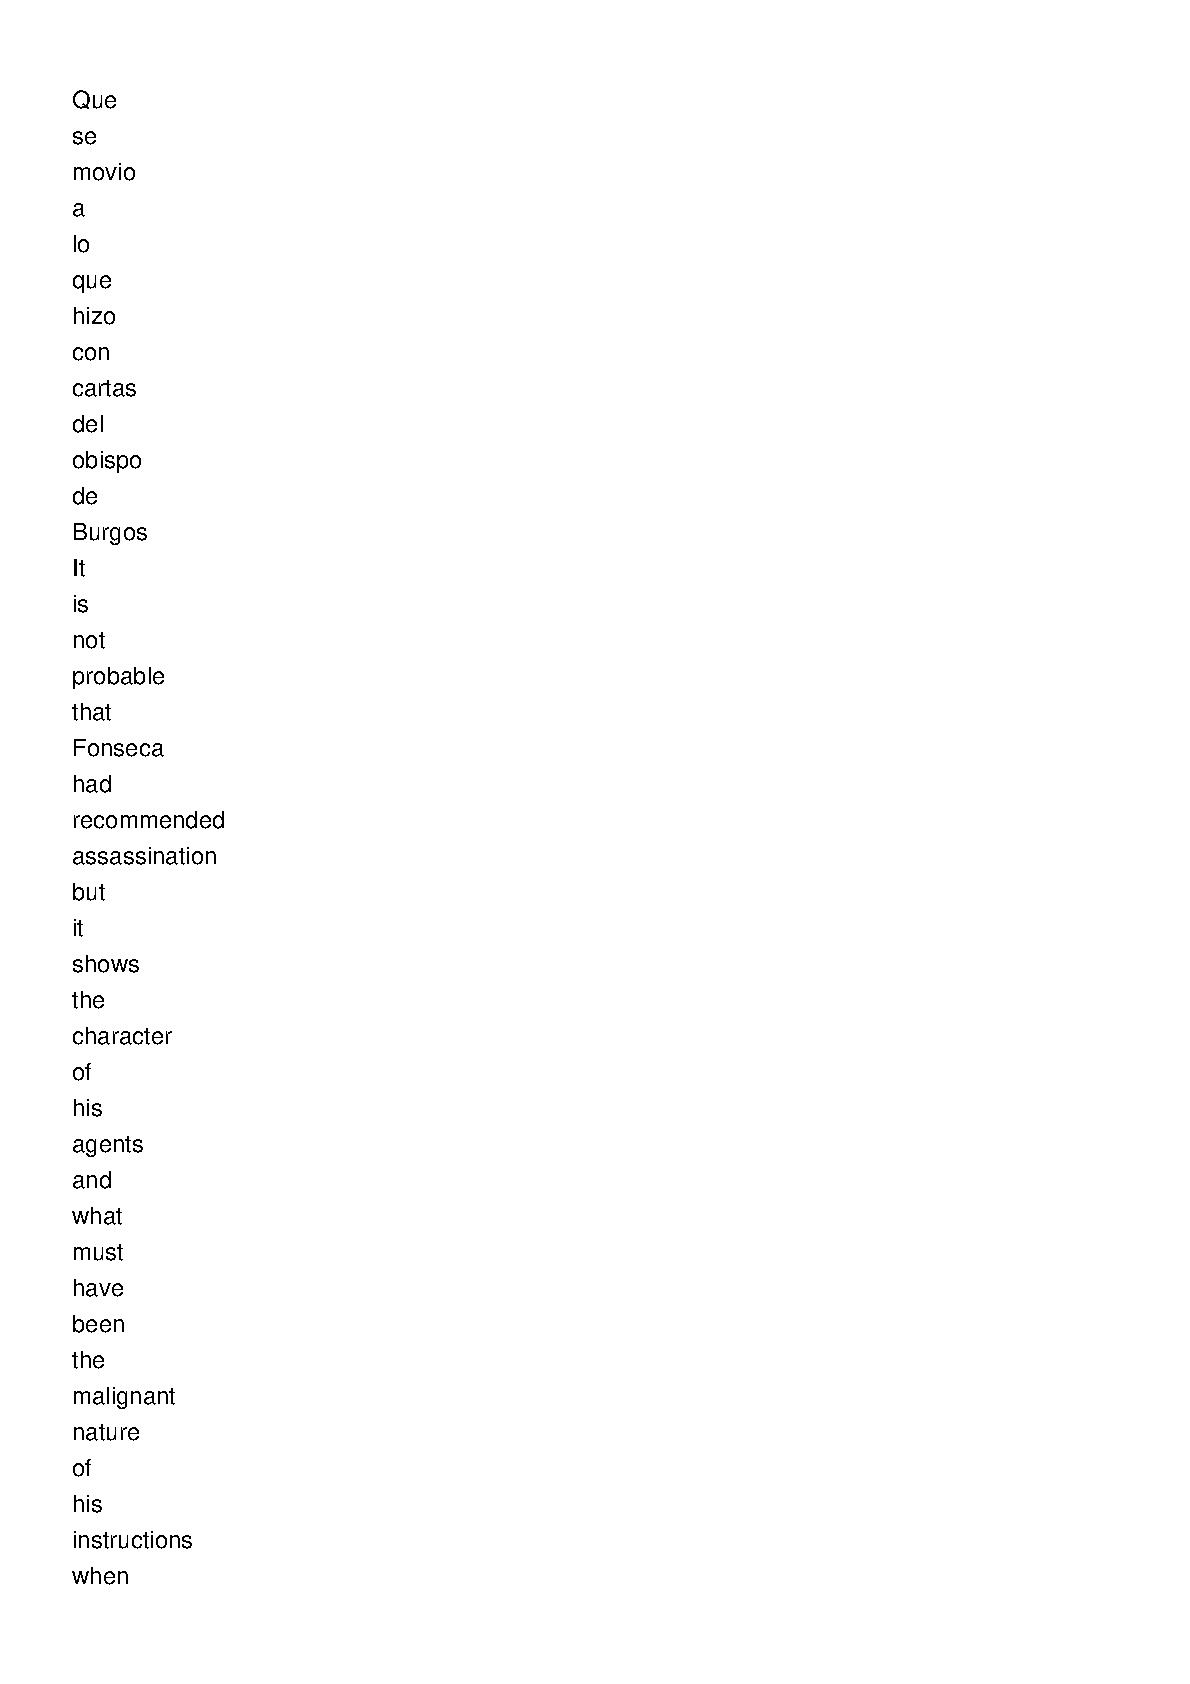 Que
se
movio
a
lo
que
hizo
con
cartas
del
obispo
de
Burgos
It
is
not
probable
that
Fonseca
had
recommended
assassination
but
it
shows
the
character
of
his
agents
and
what
must
have
been
the
malignant
nature
of
his
instructions
when